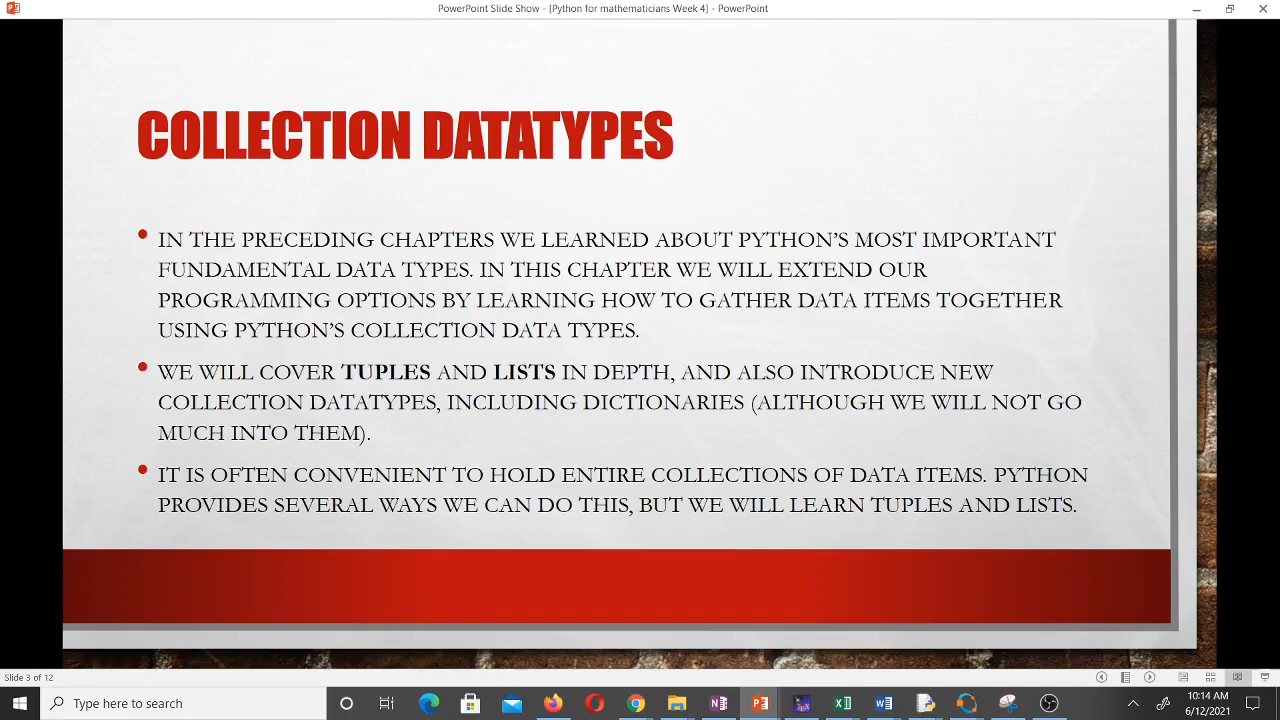 PowerPoint Slide Show - [Python for mathematicians Week 4] - PowerPoint
COLLECTION DATATYPES
• IN THE PRECEDING CHAPTERS WE LEARNED ABOUT PYTHON’S MOST IMPORTANT
FUNDAMENTAL DATA TYPES. IN THIS CHAPTER WE WILL EXTEND OUR
PROGRAMMING OPTIONS BY LEARNING HOW TO GATHER DATA ITEMS TOGETHER
USING PYTHON’S COLLECTION DATA TYPES.
• WE WILL COVER TUPLES AND LISTS IN DEPTH, AND ALSO INTRODUCE NEW
COLLECTION DATATYPES, INCLUDING DICTIONARIES (ALTHOUGH WE WILL NOT GO
MUCH INTO THEM).
• IT IS OFTEN CONVENIENT TO HOLD ENTIRE COLLECTIONS OF DATA ITEMS. PYTHON
PROVIDES SEVERAL WAYS WE CAN DO THIS, BUT WE WILL LEARN TUPLES AND LISTS.
Slide 3 of 12
Type here to search
10:14 AM
6/12/2021